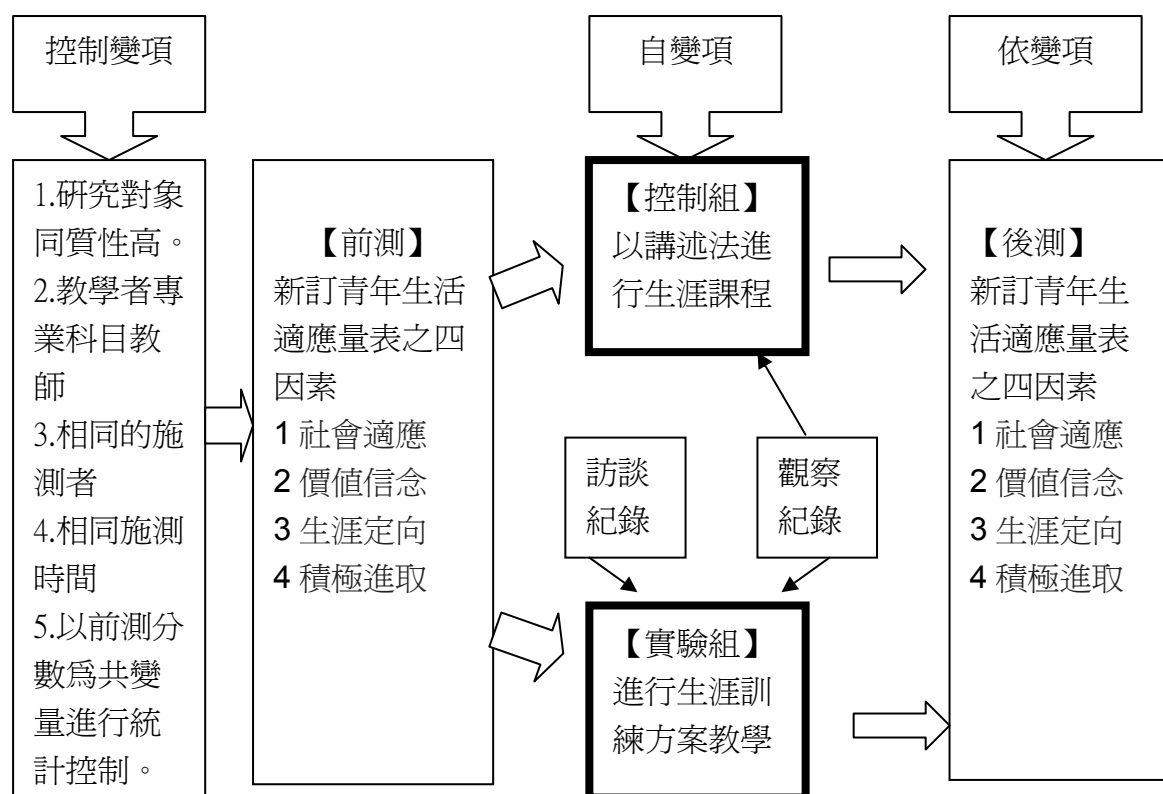 控制變項
自變項
依變項
1.研究對象
同質性高。
2.教學者專
業科目教
師
3.相同的施
測者
4.相同施測
時間
5.以前測分
數爲共變
量進行統
計控制。
【前測】
新訂青年生活
適應量表之四
因素
1 社會適應
2 價值信念
3 生涯定向
4 積極進取
【控制組】
以講述法進
行生涯課程
訪談
紀錄
觀察
紀錄
【實驗組】
進行生涯訓
練方案教學
【後測】
新訂青年生
活適應量表
之四因素
1 社會適應
2 價值信念
3 生涯定向
4 積極進取